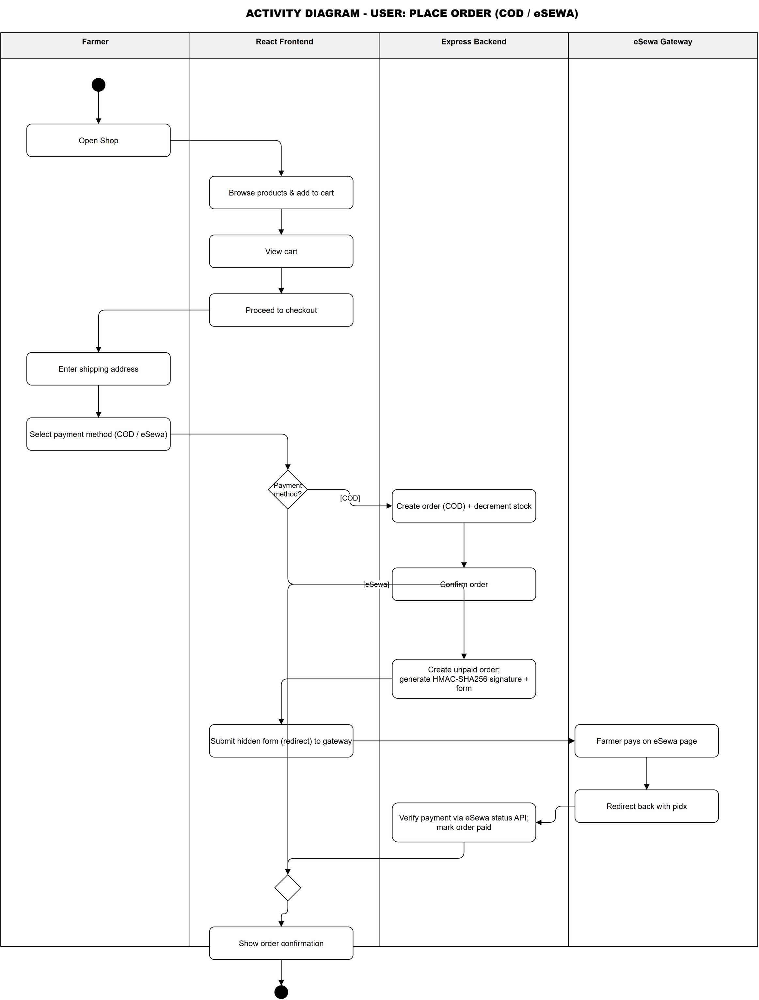 ACTIVITY DIAGRAM - USER: PLACE ORDER (COD / eSEWA)
Farmer
React Frontend
Express Backend
eSewa Gateway
Open Shop
Browse products & add to cart
View cart
Proceed to checkout
Enter shipping address
Select payment method (COD / eSewa)
Payment
method?
[COD]
Create order (COD) + decrement stock
[eSewa]
Confirm order
Create unpaid order;
generate HMAC-SHA256 signature +
form
Submit hidden form (redirect) to gateway
Farmer pays on eSewa page
Redirect back with pidx
Verify payment via eSewa status API;
mark order paid
Show order confirmation